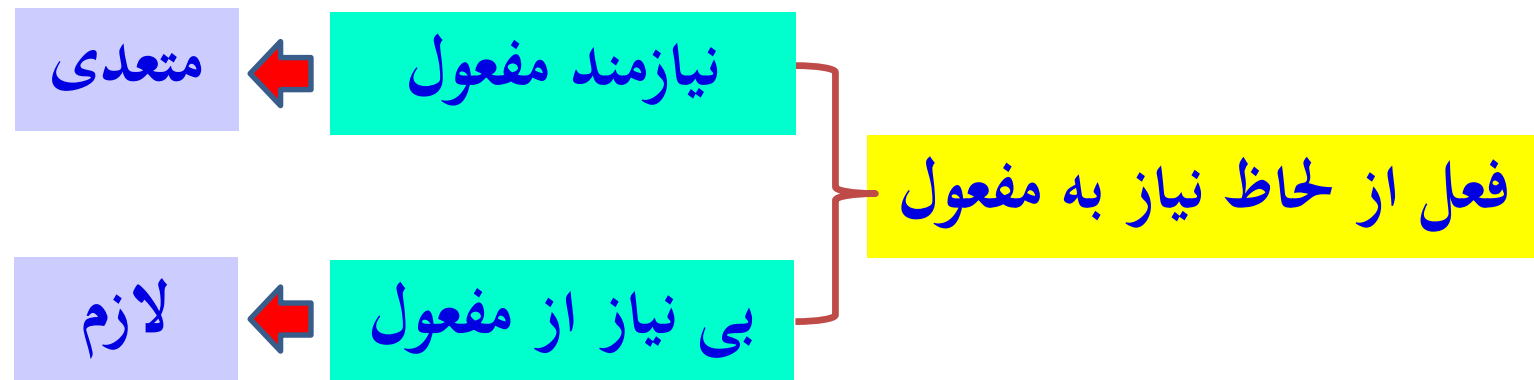 فعل از لحاظ نیاز به مفعول
نیازمند مفعول
متعدی
بی نیاز از مفعول
لازم